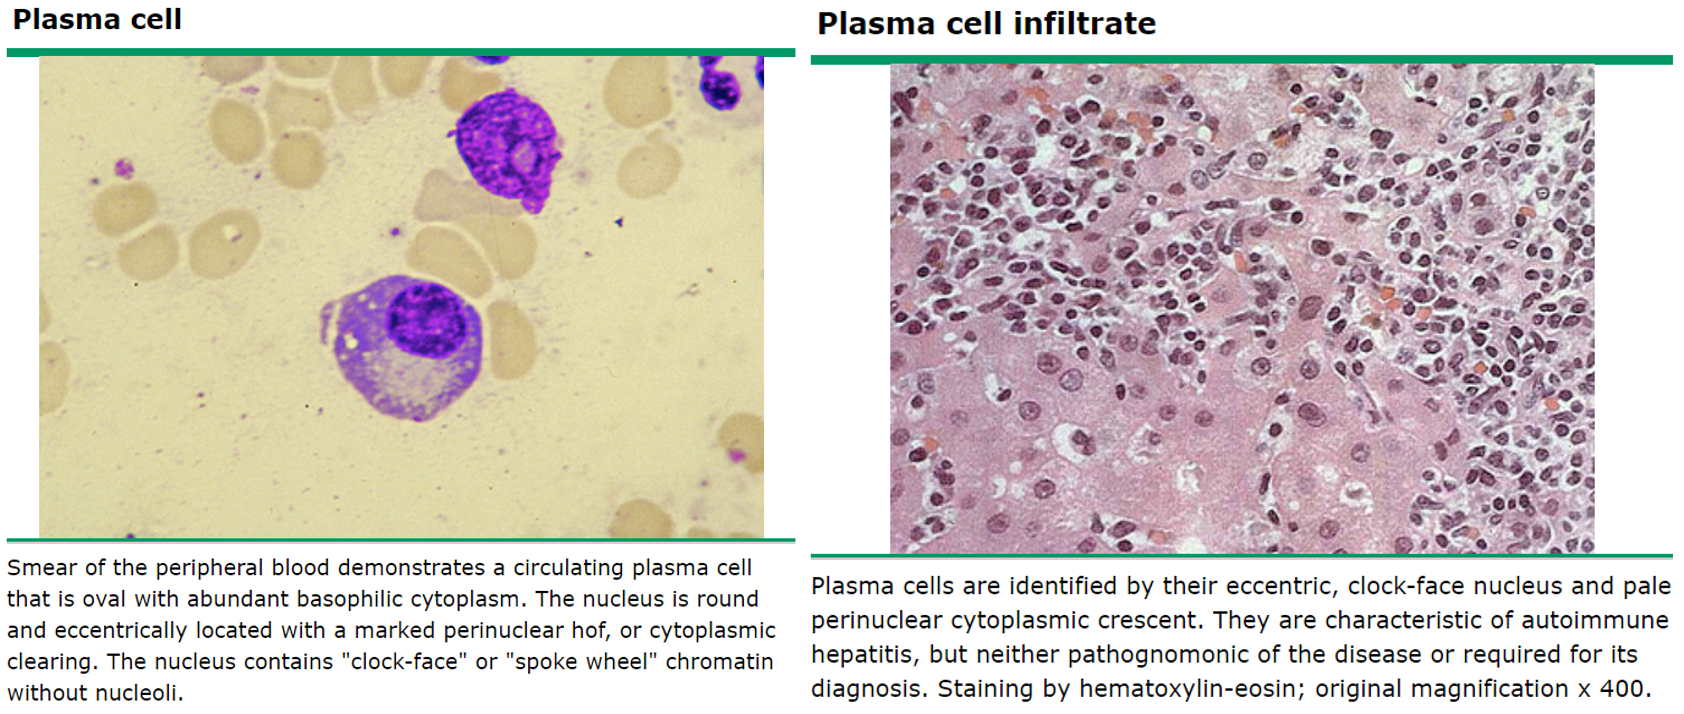 Plasma cell
Smear of the peripheral blood demonstrates a circulating plasma cell
that is oval with abundant basophilic cytoplasm. The nucleus is round
and eccentrically located with a marked perinuclear hof, or cytoplasmic
clearing. The nucleus contains "clock-face" or "spoke wheel" chromatin
without nucleoli.
Plasma cell infiltrate
Plasma cells are identified by their eccentric, clock-face nucleus and pale
perinuclear cytoplasmic crescent. They are characteristic of autoimmune
hepatitis, but neither pathognomonic of the disease or required for its
diagnosis. Staining by hematoxylin-eosin; original magnification x 400.